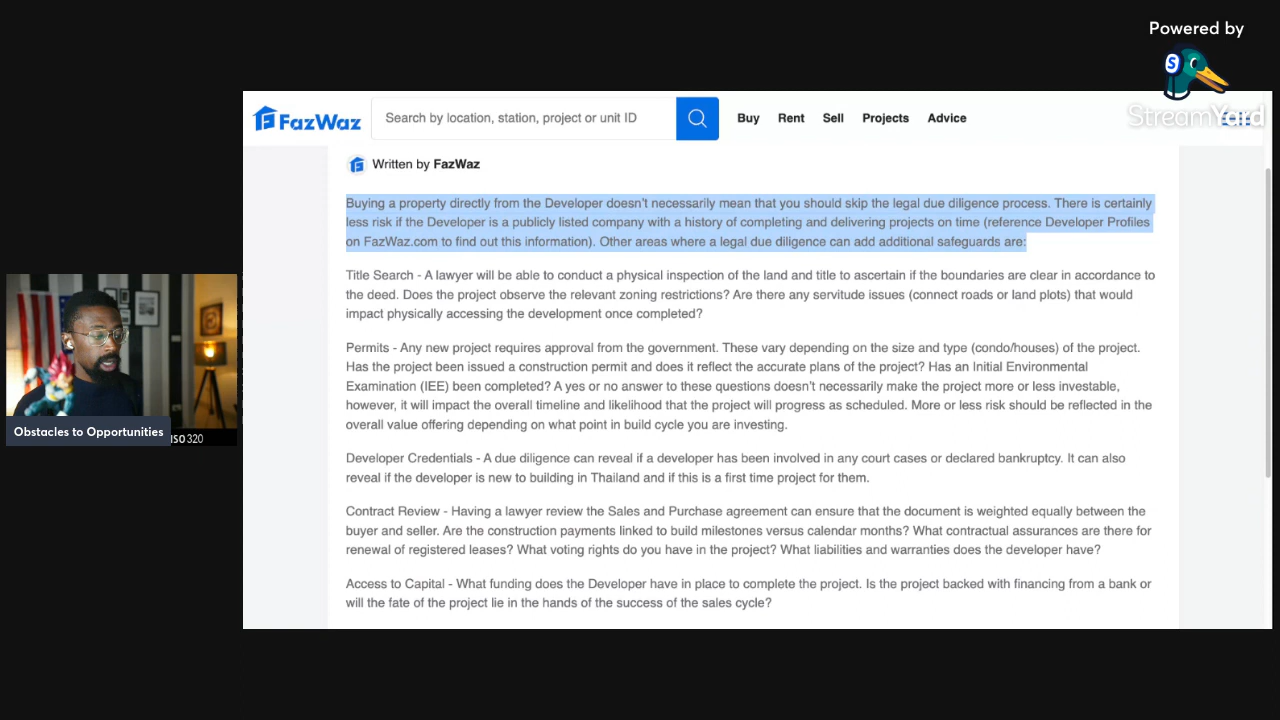 Powered by
S
StreamYard
FazWaz
Search by location, station, project or unit ID
Buy Rent Sell Projects Advice
Written by FazWaz
Buying a property directly from the Developer doesn't necessarily mean that you should skip the legal due diligence process. There is certainly
less risk if the Developer is a publicly listed company with a history of completing and delivering projects on time (reference Developer Profiles
on FazWaz.com to find out this information). Other areas where a legal due diligence can add additional safeguards are:
Title Search - A lawyer will be able to conduct a physical inspection of the land and title to ascertain if the boundaries are clear in accordance to
the deed. Does the project observe the relevant zoning restrictions? Are there any servitude issues (connect roads or land plots) that would
impact physically accessing the development once completed?
Permits - Any new project requires approval from the government. These vary depending on the size and type (condo/houses) of the project.
Has the project been issued a construction permit and does it reflect the accurate plans of the project? Has an Initial Environmental
Examination (IEE) been completed? A yes or no answer to these questions doesn't necessarily make the project more or less investable,
however, it will impact the overall timeline and likelihood that the project will progress as scheduled. More or less risk should be reflected in the
overall value offering depending on what point in build cycle you are investing.
Developer Credentials - A due diligence can reveal if a developer has been involved in any court cases or declared bankruptcy. It can also
reveal if the developer is new to building in Thailand and if this is a first time project for them.
Contract Review - Having a lawyer review the Sales and Purchase agreement can ensure that the document is weighted equally between the
buyer and seller. Are the construction payments linked to build milestones versus calendar months? What contractual assurances are there for
renewal of registered leases? What voting rights do you have in the project? What liabilities and warranties does the developer have?
Access to Capital - What funding does the Developer have in place to complete the project. Is the project backed with financing from a bank or
will the fate of the project lie in the hands of the success of the sales cycle?
Obstacles to Opportunities
ISO 320